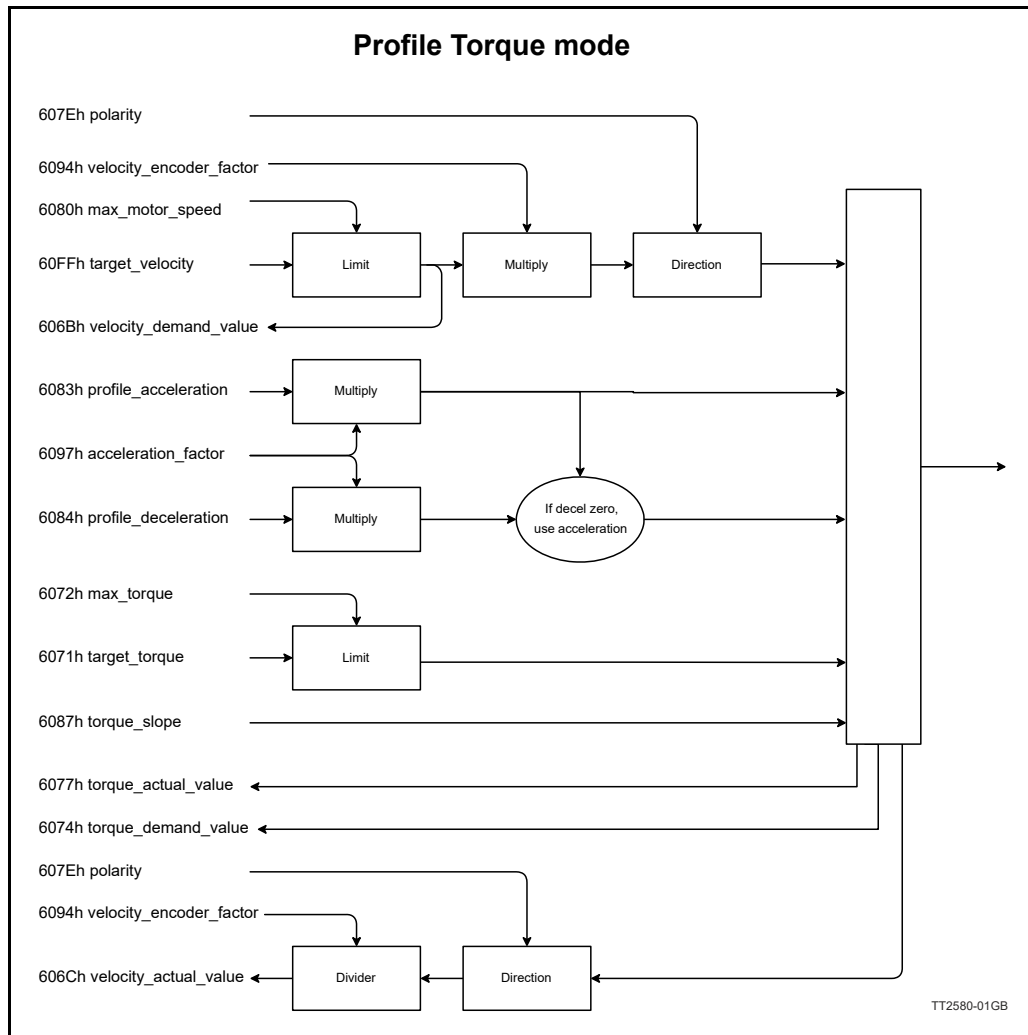 Profile Torque mode
607Eh polarity
6094h velocity_encoder_factor
6080h max_motor_speed
60FFh target_velocity
Limit
Multiply
Direction
606Bh velocity_demand_value
6083h profile_acceleration
Multiply
6097h acceleration_factor
6084h profile_deceleration
Multiply
If decel zero,
use acceleration
6072h max_torque
6071h target_torque
Limit
6087h torque_slope
6077h torque_actual_value
6074h torque_demand_value
607Eh polarity
6094h velocity_encoder_factor
606Ch velocity_actual_value
Divider
Direction
TT2580-01GB